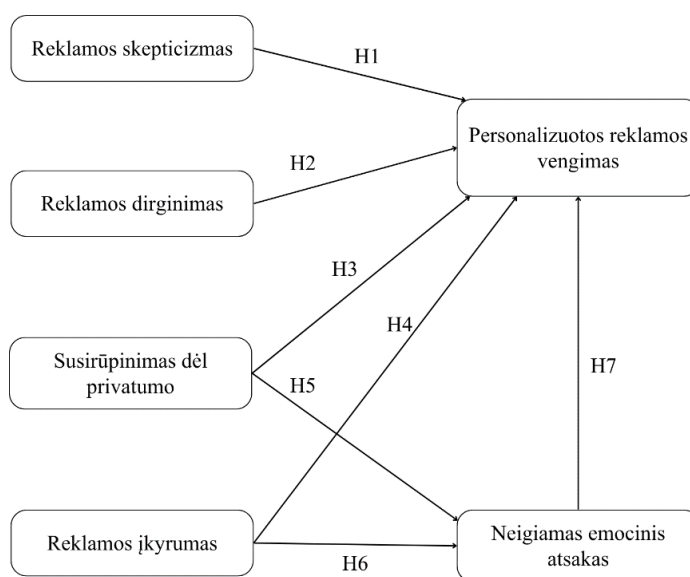 Reklamos skepticizmas
H1
Personalizuotos reklamos
vengimas
H2
Reklamos dirginimas
H3
H4
Susirūpinimas dėl
privatumo
H5
H7
Reklamos įkyrumas
H6
Neigiamas emocinis
atsakas